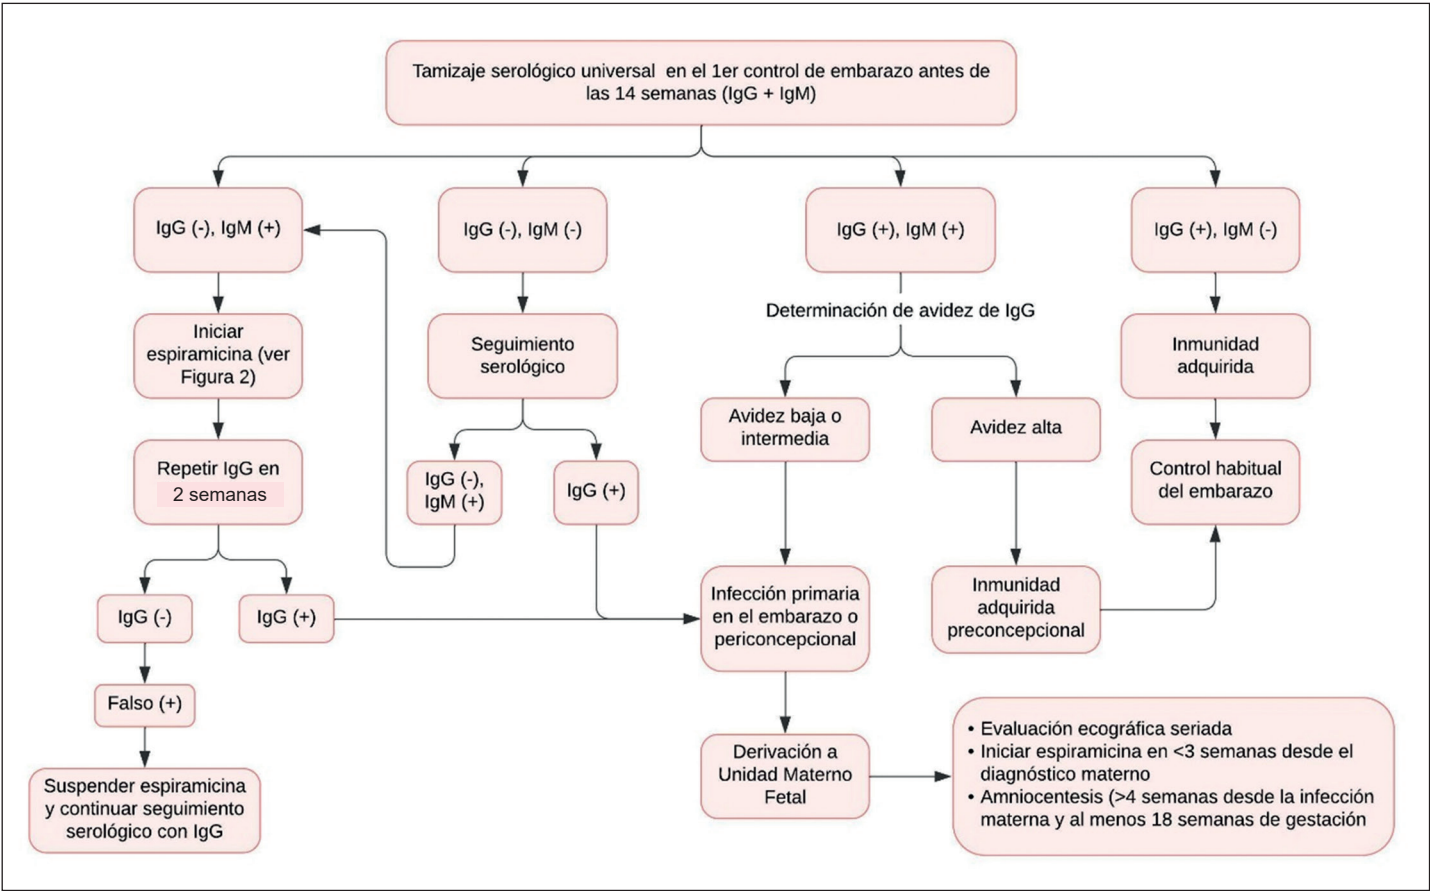 Tamizaje serológico universal  en el 1er control de embarazo antes de
las 14 semanas (IgG + IgM)
IgG (-), IgM (+)
IgG (-), IgM (-)
IgG (+), IgM (+)
IgG (+), IgM (-)
Determinación de avidez de IgG
Iniciar
espiramicina (ver
Figura 2)
Seguimiento
serológico
Inmunidad
adquirida
Avidez baja o
intermedia
Avidez alta
Repetir IgG en
2 semanas
IgG (-),
IgM (+)
IgG (+)
Control habitual
del embarazo
IgG (-)
IgG (+)
Infección primaria
en el embarazo o
periconcepcional
Inmunidad
adquirida
preconcepcional
Falso (+)
Suspender espiramicina
y continuar seguimiento
serológico con IgG
Derivación a
Unidad Materno
Fetal
• Evaluación ecográfica seriada
• Iniciar espiramicina en <3 semanas desde el
diagnóstico materno
• Amniocentesis (>4 semanas desde la infección
materna y al menos 18 semanas de gestación